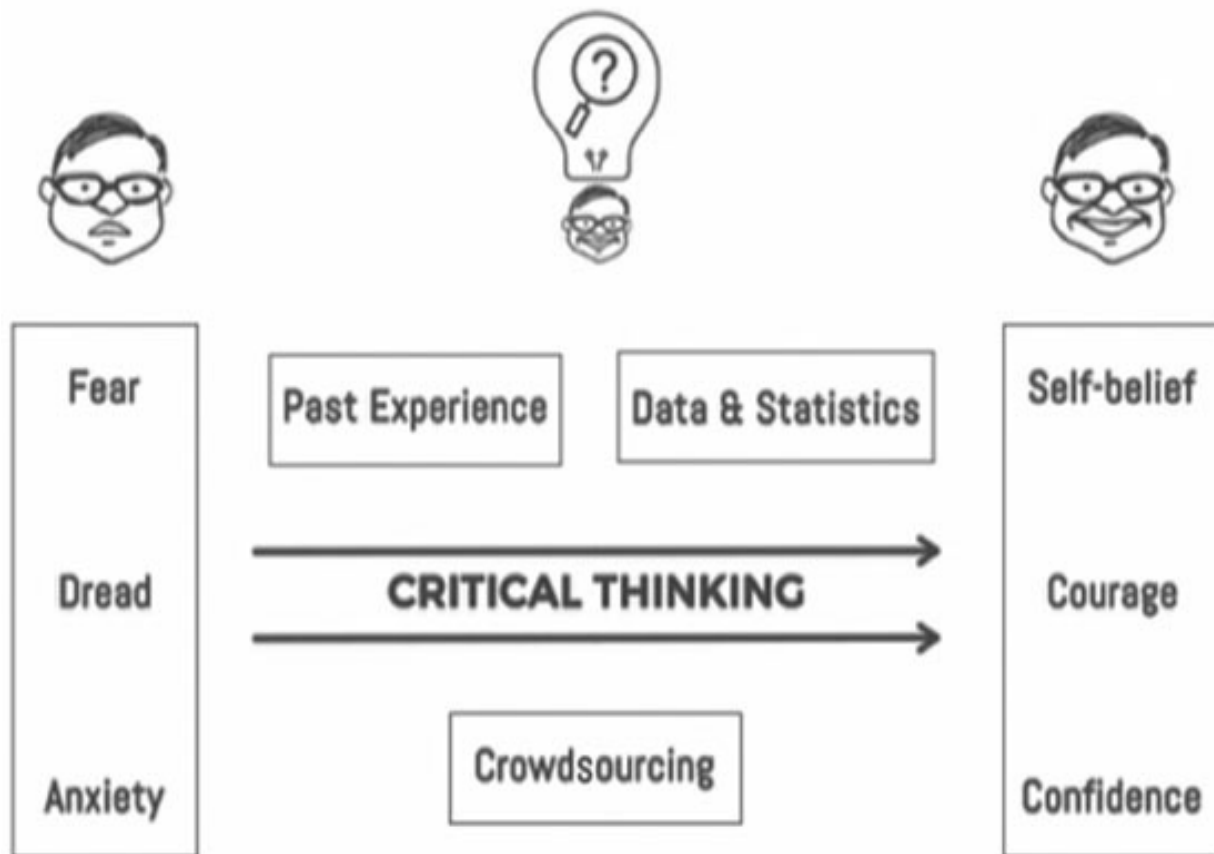 ?
Fear
Past Experience
Data & Statistics
Self-belief
Dread
CRITICAL THINKING
Courage
Anxiety
Crowdsourcing
Confidence